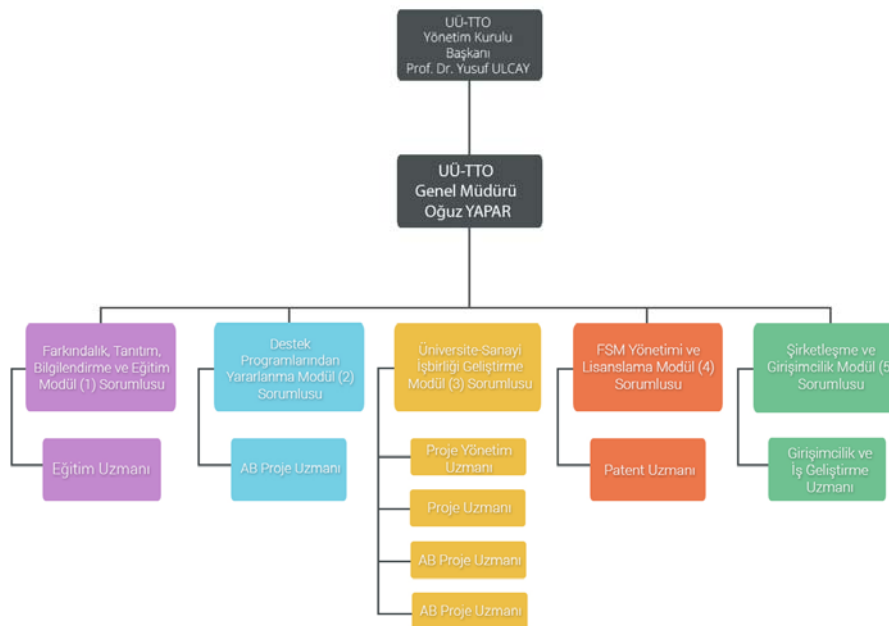 UÜ-TTO
Yönetim Kurulu
Başkanı
Prof. Dr. Yusuf ULCAY
UÜ-TTO
Genel Müdürü
Oğuz YAPAR
Farkındalık, Tanıtım,
Bilgilendirme ve Eğitim
Modül (1) Sorumlusu
Destek
Programlarından
Yararlanma Modül (2)
Sorumlusu
Üniversite-Sanayi
İşbirliği Geliştirme
Modül (3) Sorumlusu
FSM Yönetimi ve
Lisanslama Modül (4)
Sorumlusu
Şirketleşme ve
Girişimcilik Modül (5
Sorumlusu
Eğitim Uzmanı
AB Proje Uzmanı
Proje Yönetim
Uzmanı
Proje Uzmanı
AB Proje Uzmanı
AB Proje Uzmanı
Patent Uzmanı
Girişimcilik ve
İş Geliştirme
Uzmanı